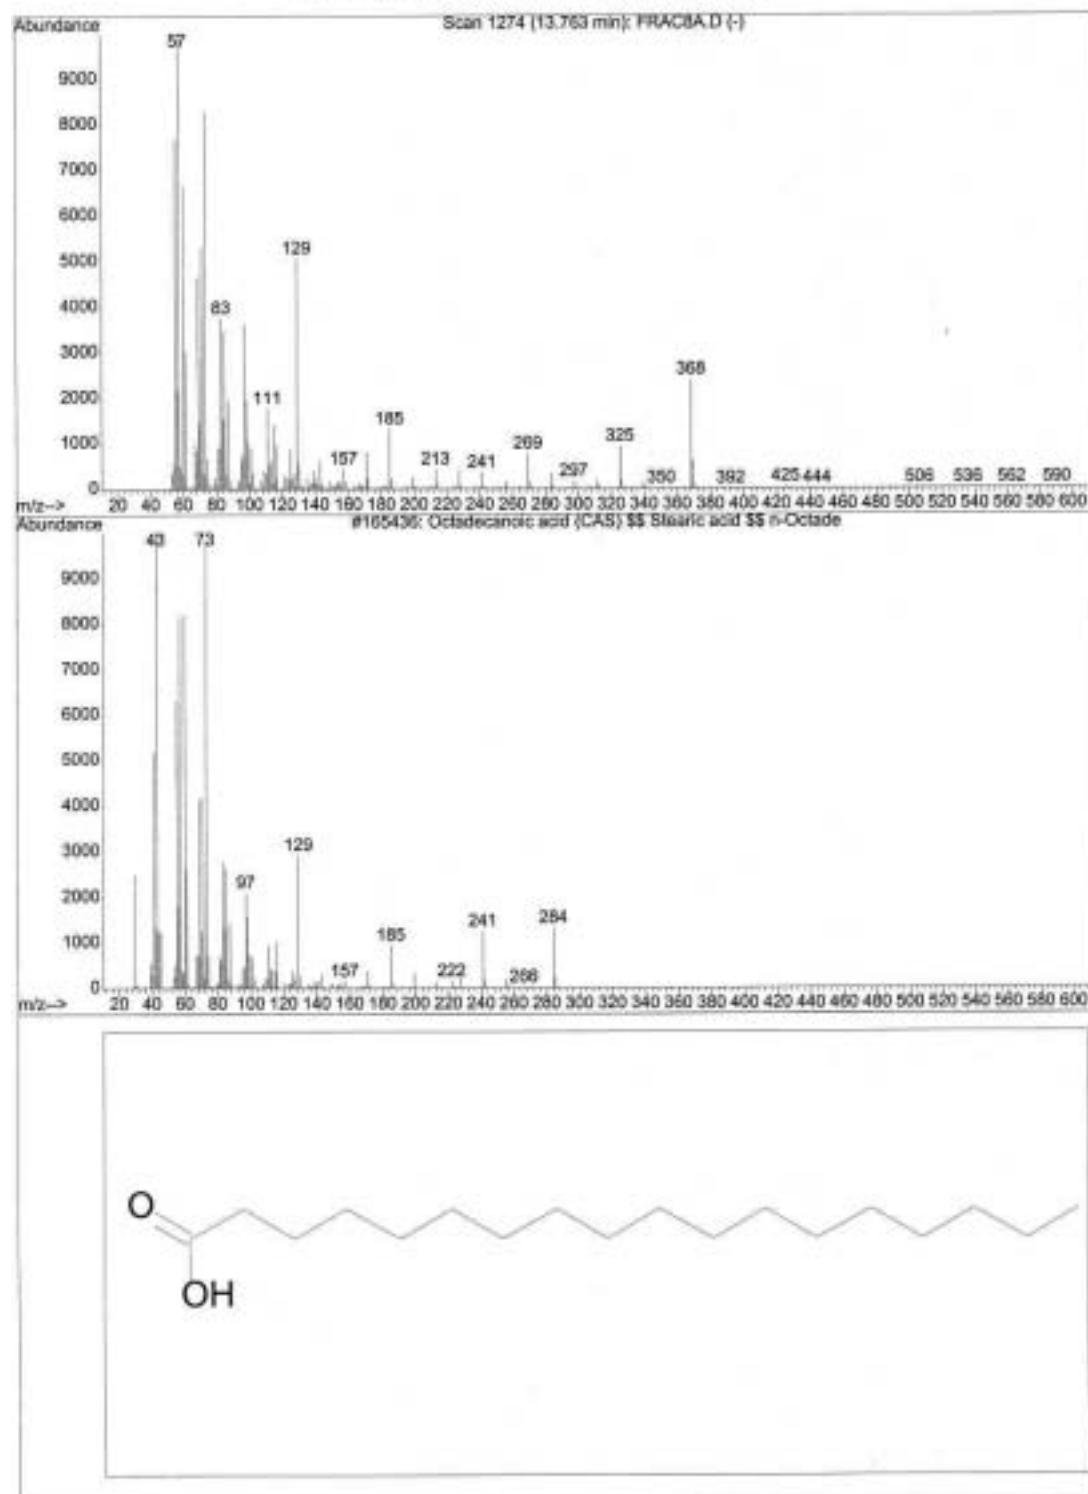 Abundance
Scan 1274 (13.763 min): FRAC8A.D (-)
57
9000
8000
7000
6000
5000
129
4000
83
3000
368
2000
111
185
1000
157 213 241 269 297 325 350 392 425 444 506 536 562 590
0
m/z--> 20 40 60 80 100 120 140 160 180 200 220 240 260 280 300 320 340 360 380 400 420 440 460 480 500 520 540 560 580 600
Abundance
#165436: Octadecanoic acid (CAS) $$ Stearic acid $$ n-Octade
43 73
9000
8000
7000
6000
5000
4000
3000
129
97
2000
185 241 284
1000
157 222 266
0
m/z--> 20 40 60 80 100 120 140 160 180 200 220 240 260 280 300 320 340 360 380 400 420 440 460 480 500 520 540 560 580 600
O
OH